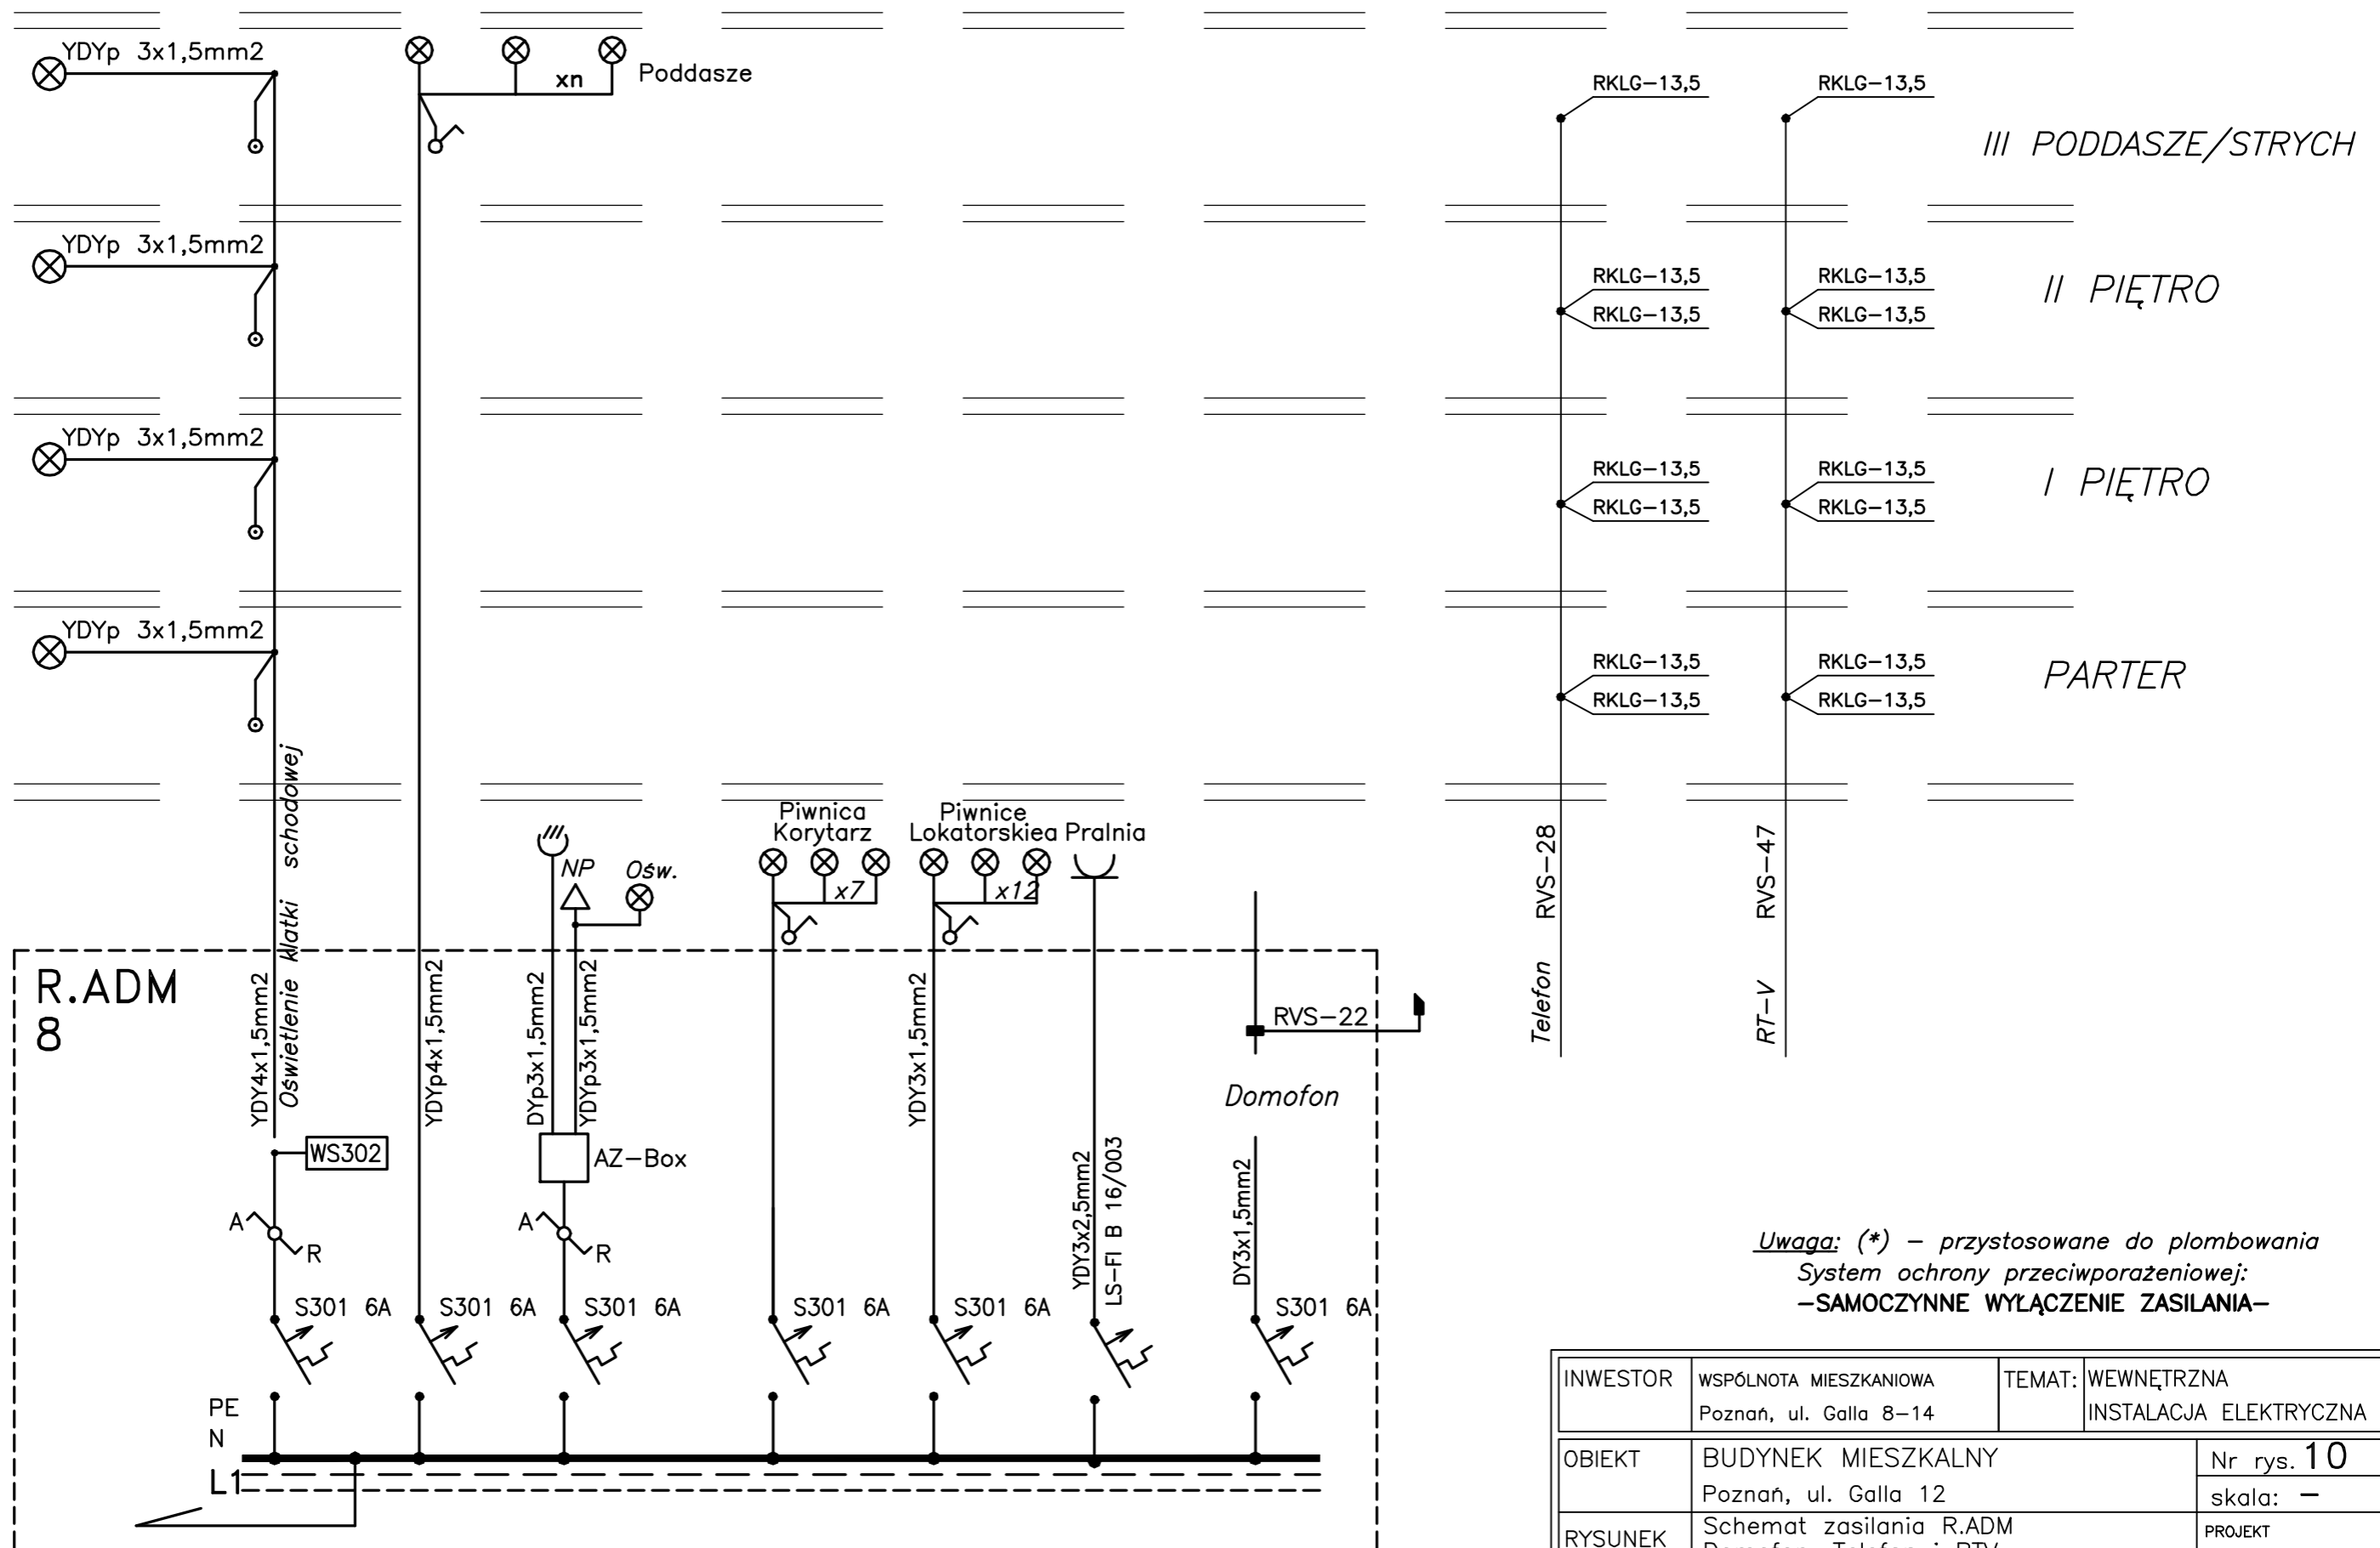 YDYp 3x1,5mm2
xn
Poddasze
RKLG-13,5
RKLG-13,5
III PODDASZE/STRYCH
YDYp 3x1,5mm2
RKLG-13,5
RKLG-13,5
RKLG-13,5
RKLG-13,5
II PIĘTRO
YDYp 3x1,5mm2
RKLG-13,5
RKLG-13,5
RKLG-13,5
RKLG-13,5
I PIĘTRO
YDYp 3x1,5mm2
RKLG-13,5
RKLG-13,5
RKLG-13,5
RKLG-13,5
PARTER
Oświetlenie klatki schodowej
Piwnica
Korytarz
x7
Piwnice
Lokatorskiea
x12
Pralnia
NP
Ośw.
Telefon RVS-28
RT-V RVS-47
R.ADM
8
YDY4x1,5mm2
YDYp4x1,5mm2
DYp3x1,5mm2
YDYp3x1,5mm2
YDY3x1,5mm2
RVS-22
Domofon
WS302
AZ-Box
YDY3x2,5mm2
LS-FI B 16/003
DY3x1,5mm2
A
R
A
R
S301 6A
S301 6A
S301 6A
S301 6A
S301 6A
S301 6A
PE
N
L1
Uwaga: (*) - przystosowane do plombowania
System ochrony przeciwporażeniowej:
-SAMOCZYNNE WYŁĄCZENIE ZASILANIA-
INWESTOR
WSPÓLNOTA MIESZKANIOWA
Poznań, ul. Galla 8-14
TEMAT:
WEWNĘTRZNA
INSTALACJA ELEKTRYCZNA
OBIEKT
BUDYNEK MIESZKALNY
Poznań, ul. Galla 12
Nr rys. 10
skala: -
RYSUNEK
Schemat zasilania R.ADM
Domofon, Telefon i RTV
PROJEKT